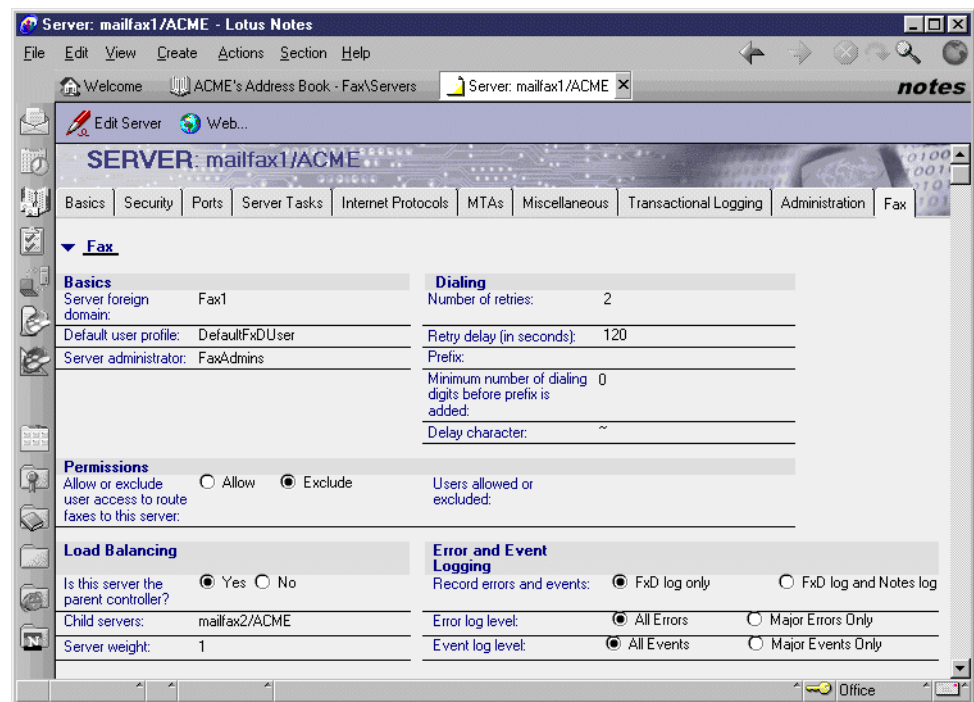 Server: mailfax1/ACME - Lotus Notes
File Edit View Create Actions Section Help
Welcome ACME's Address Book - Fax\Servers Server: mailfax1/ACME
notes
Edit Server Web...
SERVER: mailfax1/ACME
Basics Security Ports Server Tasks Internet Protocols MTAs Miscellaneous Transactional Logging Administration Fax
Fax
Basics
Server foreign domain: Fax1
Default user profile: DefaultFxDUser
Server administrator: FaxAdmins
Dialing
Number of retries: 2
Retry delay (in seconds): 120
Prefix:
Minimum number of dialing 0
digits before prefix is
added:
Delay character: ~
Permissions
Allow or exclude Allow Exclude
user access to route
faxes to this server:
Users allowed or
excluded:
Load Balancing
Is this server the Yes No
parent controller?
Child servers: mailfax2/ACME
Server weight: 1
Error and Event
Logging
Record errors and events: FxD log only FxD log and Notes log
Error log level: All Errors Major Errors Only
Event log level: All Events Major Events Only
Office